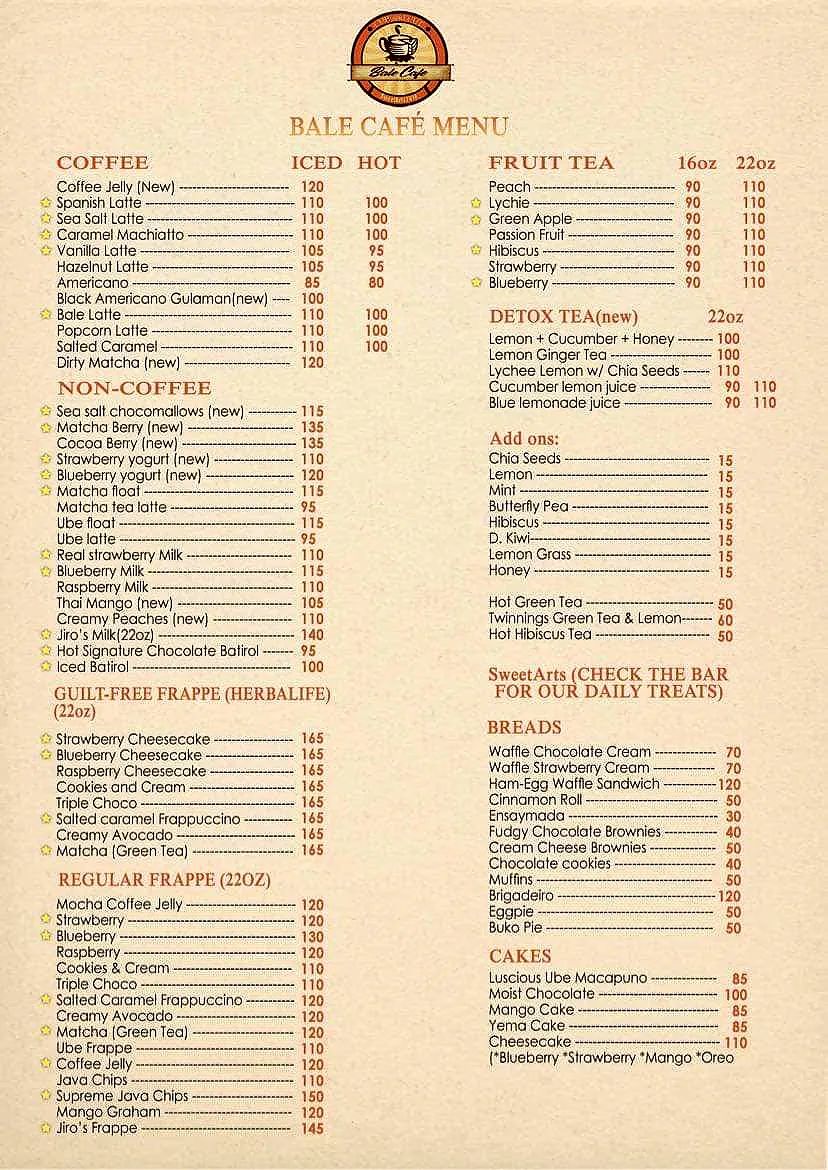 Bale Cafe
BALE CAFÉ MENU
COFFEE ICED HOT
Coffee Jelly (New) 120
Spanish Latte 110 100
Sea Salt Latte 110 100
Caramel Machiatto 110 100
Vanilla Latte 105 95
Hazelnut Latte 105 95
Americano 85 80
Black Americano Gulaman(new) 100
Bale Latte 110 100
Popcorn Latte 110 100
Salted Caramel 110 100
Dirty Matcha (new) 120
NON-COFFEE
Sea salt chocomallows (new) 115
Matcha Berry (new) 135
Cocoa Berry (new) 135
Strawberry yogurt (new) 110
Blueberry yogurt (new) 120
Matcha float 115
Matcha tea latte 95
Ube float 115
Ube latte 95
Real strawberry Milk 110
Blueberry Milk 115
Raspberry Milk 110
Thai Mango (new) 105
Creamy Peaches (new) 110
Jiro's Milk(22oz) 140
Hot Signature Chocolate Batirol 95
Iced Batirol 100
GUILT-FREE FRAPPE (HERBALIFE)
(22oz)
Strawberry Cheesecake 165
Blueberry Cheesecake 165
Raspberry Cheesecake 165
Cookies and Cream 165
Triple Choco 165
Salted caramel Frappuccino 165
Creamy Avocado 165
Matcha (Green Tea) 165
REGULAR FRAPPE (22OZ)
Mocha Coffee Jelly 120
Strawberry 120
Blueberry 130
Raspberry 120
Cookies & Cream 110
Triple Choco 110
Salted Caramel Frappuccino 120
Creamy Avocado 120
Matcha (Green Tea) 120
Ube Frappe 110
Coffee Jelly 120
Java Chips 110
Supreme Java Chips 150
Mango Graham 120
Jiro's Frappe 145
FRUIT TEA 16oz 22oz
Peach 90 110
Lychie 90 110
Green Apple 90 110
Passion Fruit 90 110
Hibiscus 90 110
Strawberry 90 110
Blueberry 90 110
DETOX TEA(new) 22oz
Lemon + Cucumber + Honey 100
Lemon Ginger Tea 100
Lychee Lemon w/ Chia Seeds 110
Cucumber lemon juice 90 110
Blue lemonade juice 90 110
Add ons:
Chia Seeds 15
Lemon 15
Mint 15
Butterfly Pea 15
Hibiscus 15
D. Kiwi 15
Lemon Grass 15
Honey 15
Hot Green Tea 50
Twinnings Green Tea & Lemon 60
Hot Hibiscus Tea 50
SweetArts (CHECK THE BAR
FOR OUR DAILY TREATS)
BREADS
Waffle Chocolate Cream 70
Waffle Strawberry Cream 70
Ham-Egg Waffle Sandwich 120
Cinnamon Roll 50
Ensaymada 30
Fudgy Chocolate Brownies 40
Cream Cheese Brownies 50
Chocolate cookies 40
Muffins 50
Brigadeiro 120
Eggpie 50
Buko Pie 50
CAKES
Luscious Ube Macapuno 85
Moist Chocolate 100
Mango Cake 85
Yema Cake 85
Cheesecake 110
(*Blueberry *Strawberry *Mango *Oreo